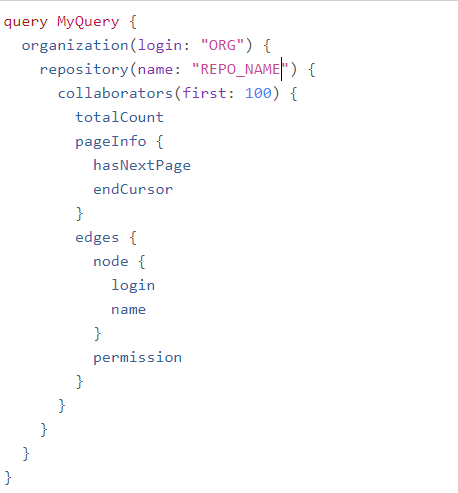 query MyQuery {
  organization(login: "ORG") {
    repository(name: "REPO_NAME") {
      collaborators(first: 100) {
        totalCount
        pageInfo {
          hasNextPage
          endCursor
        }
        edges {
          node {
            login
            name
          }
          permission
        }
      }
    }
  }
}